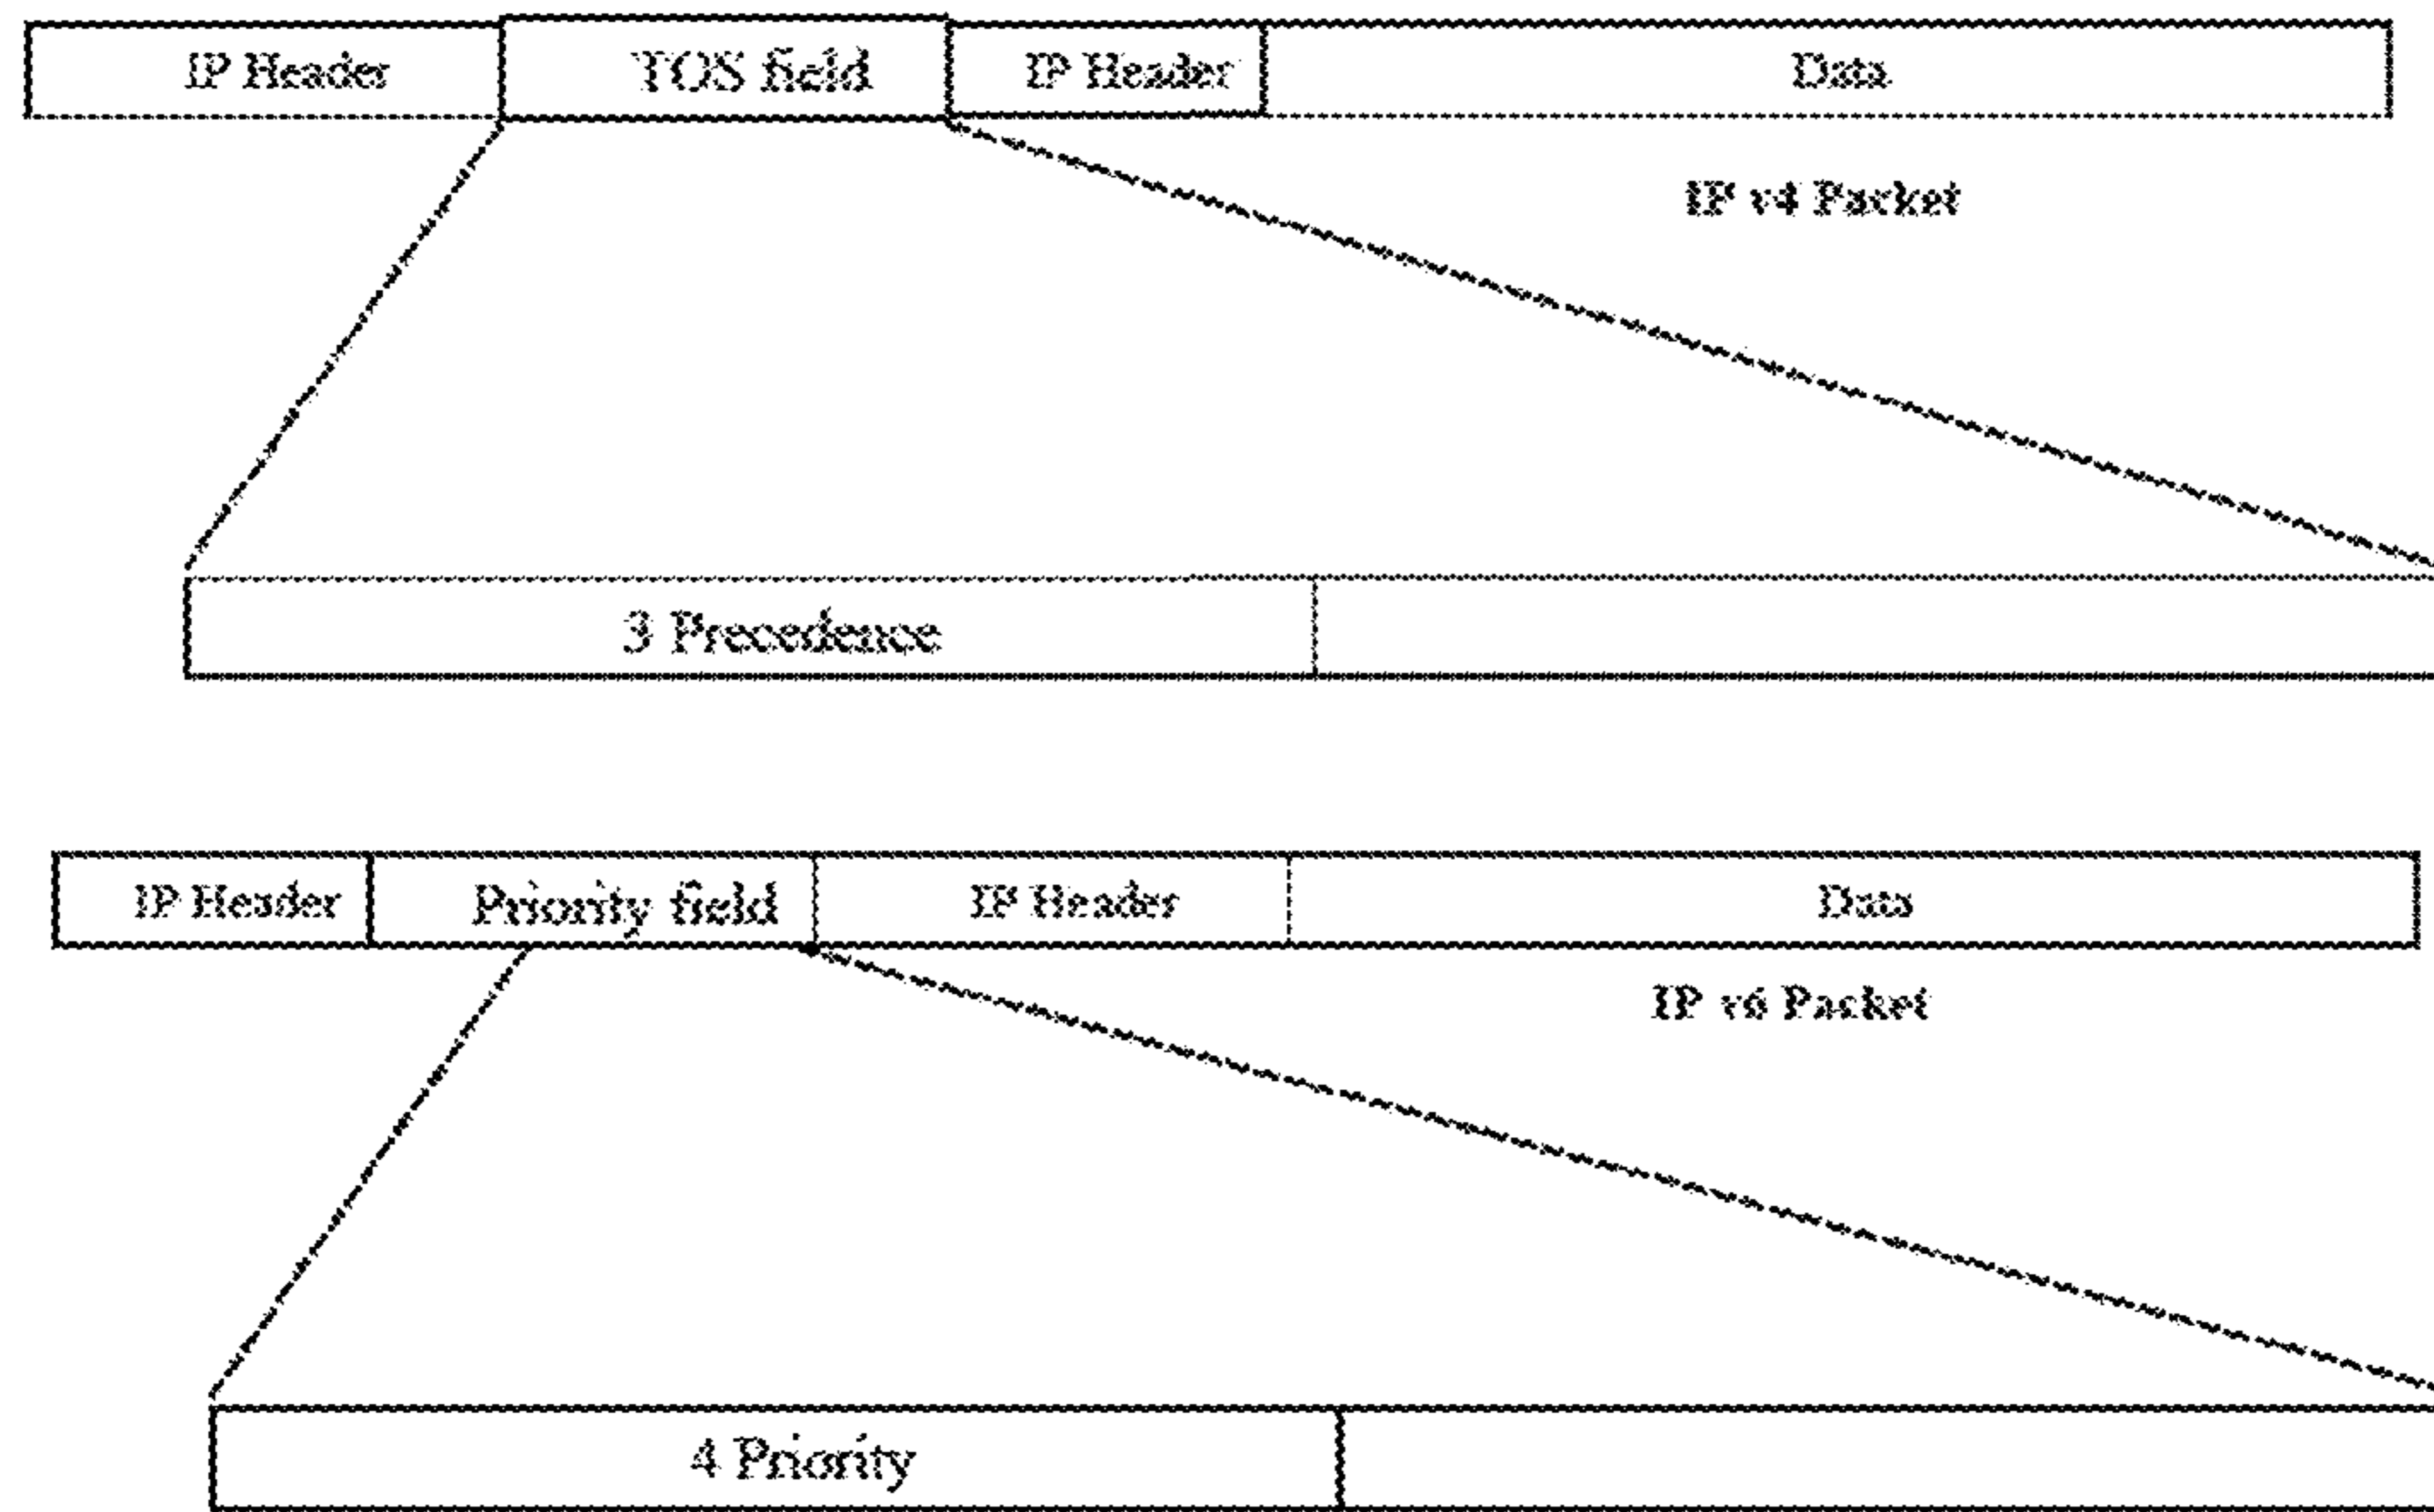 IP Header TOS field IP Header Data
IP v4 Packet
3 Precedence
IP Header Priority field IP Header Data
IP v6 Packet
4 Priority